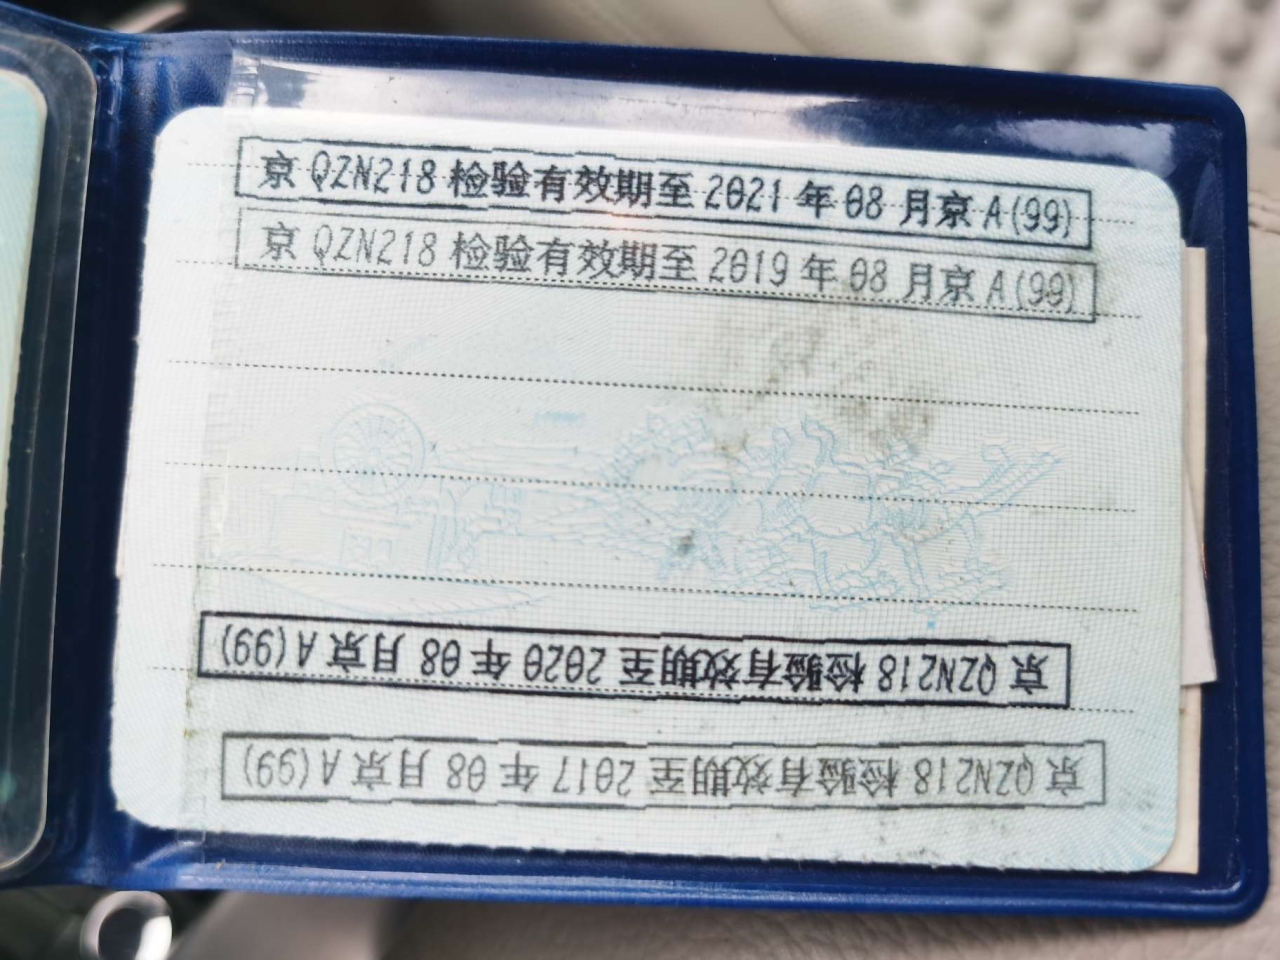 京 QZN218 检验有效期至 2021 年 08 月京 A(99)
京 QZN218 检验有效期至 2019 年 08 月京 A(99)
京 QZN218 检验有效期至 2020 年 08 月京 A(99)
京 QZN218 检验有效期至 2017 年 08 月京 A(99)